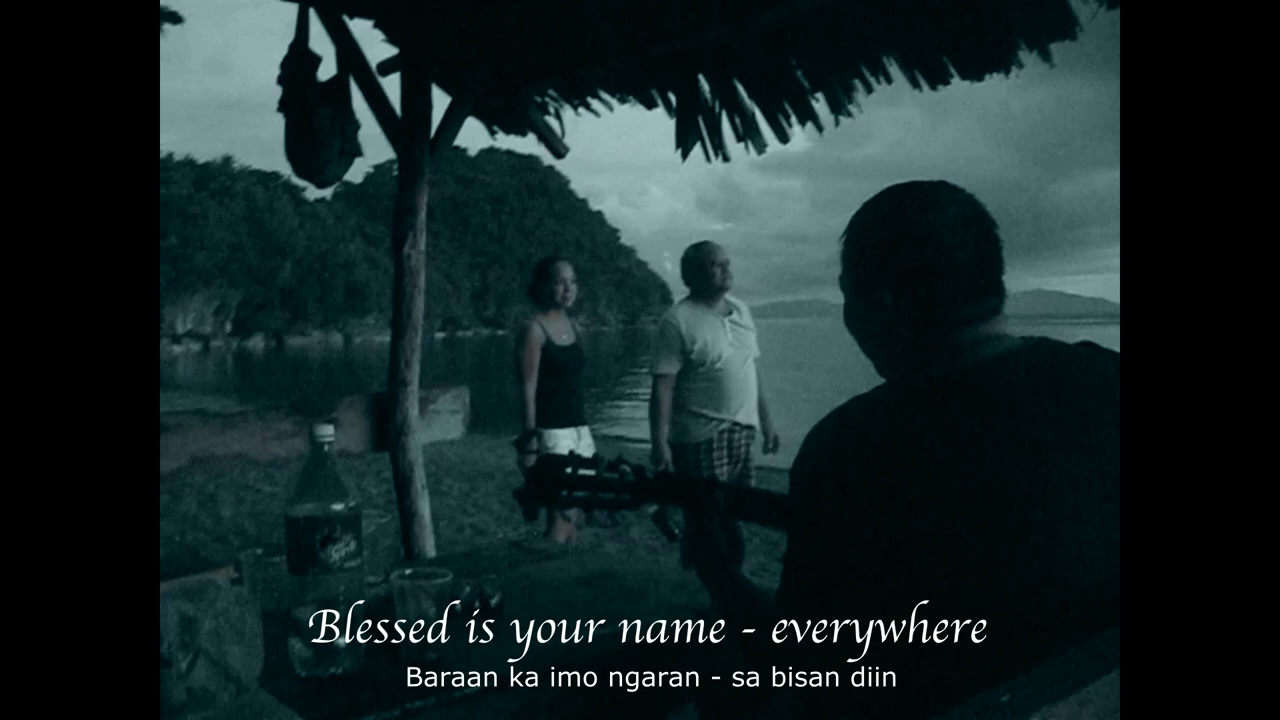 Blessed is your name - everywhere
Baraan ka imo ngaran - sa bisan diin